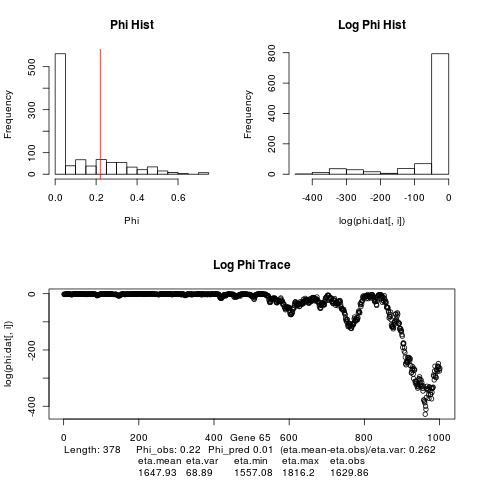 Phi Hist
Log Phi Hist
Frequency
0 100 300 500
0.0 0.2 0.4 0.6
Phi
Frequency
0 200 400 600 800
-400 -300 -200 -100 0
log(phi.dat[, i])
Log Phi Trace
log(phi.dat[, i])
0 -200 -400
0 200 400 600 800 1000
Gene 65
Length: 378 Phi_obs: 0.22 Phi_pred 0.01 (eta.mean-eta.obs)/eta.var: 0.262
eta.mean eta.var eta.min eta.max eta.obs
1647.93 68.89 1557.08 1816.2 1629.86